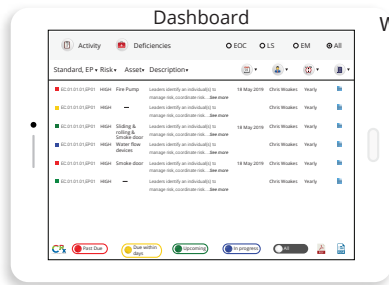 Dashboard
W
Activity Deficiencies EOC LS EM All
Standard, EP Risk Asset Description
EC.01.01.01,EP01 HIGH Fire Pump Leaders identify an individual(s) to manage risk, coordinate risk. ...See more 18 May 2019 Chris Woakes Yearly
EC.01.01.01,EP01 HIGH — Leaders identify an individual(s) to manage risk, coordinate risk. ...See more Chris Woakes Yearly
EC.01.01.01,EP01 HIGH Sliding & rolling & Smoke door Leaders identify an individual(s) to manage risk, coordinate risk. ...See more 18 May 2019 Chris Woakes Yearly
EC.01.01.01,EP01 HIGH Water flow devices Leaders identify an individual(s) to manage risk, coordinate risk. ...See more Chris Woakes Yearly
EC.01.01.01,EP01 HIGH Smoke door Leaders identify an individual(s) to manage risk, coordinate risk. ...See more 18 May 2019 Chris Woakes Yearly
EC.01.01.01,EP01 HIGH — Leaders identify an individual(s) to manage risk, coordinate risk. ...See more Chris Woakes Yearly
Past Due Due within days Upcoming In progress All